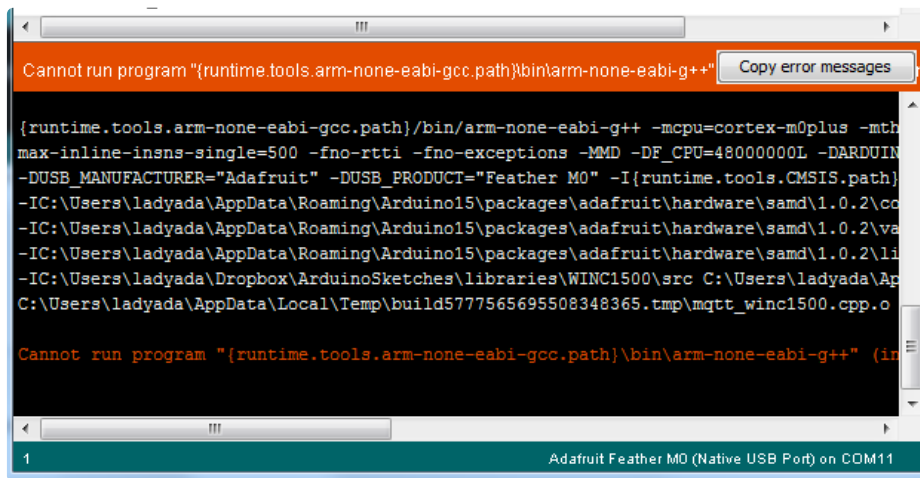 Cannot run program "{runtime.tools.arm-none-eabi-gcc.path}\bin\arm-none-eabi-g++"
Copy error messages
{runtime.tools.arm-none-eabi-gcc.path}/bin/arm-none-eabi-g++ -mcpu=cortex-m0plus -mth
max-inline-insns-single=500 -fno-rtti -fno-exceptions -MMD -DF_CPU=48000000L -DARDUIN
-DUSB_MANUFACTURER="Adafruit" -DUSB_PRODUCT="Feather M0" -I{runtime.tools.CMSIS.path}
-IC:\Users\ladyada\AppData\Roaming\Arduino15\packages\adafruit\hardware\samd\1.0.2\co
-IC:\Users\ladyada\AppData\Roaming\Arduino15\packages\adafruit\hardware\samd\1.0.2\va
-IC:\Users\ladyada\AppData\Roaming\Arduino15\packages\adafruit\hardware\samd\1.0.2\li
-IC:\Users\ladyada\Dropbox\ArduinoSketches\libraries\WINC1500\src C:\Users\ladyada\Ap
C:\Users\ladyada\AppData\Local\Temp\build5777565695508348365.tmp\mqtt_winc1500.cpp.o
Cannot run program "{runtime.tools.arm-none-eabi-gcc.path}\bin\arm-none-eabi-g++" (in
1
Adafruit Feather M0 (Native USB Port) on COM11